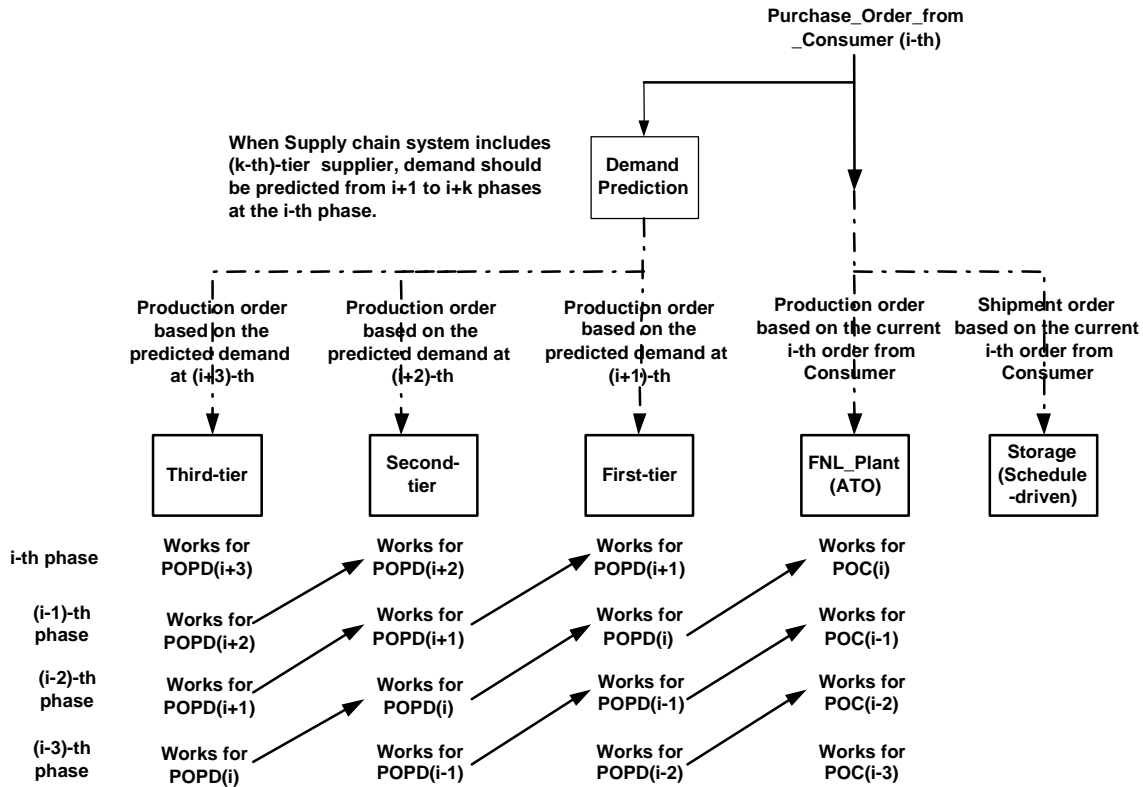 Purchase_Order_from
_Consumer (i-th)
When Supply chain system includes
(k-th)-tier supplier, demand should
be predicted from i+1 to i+k phases
at the i-th phase.
Demand
Prediction
Production order
based on the
predicted demand
at (i+3)-th
Production order
based on the
predicted demand at
(i+2)-th
Production order
based on the
predicted demand at
(i+1)-th
Production order
based on the current
i-th order from
Consumer
Shipment order
based on the current
i-th order from
Consumer
Third-tier
Second-
tier
First-tier
FNL_Plant
(ATO)
Storage
(Schedule
-driven)
i-th phase
Works for
POPD(i+3)
Works for
POPD(i+2)
Works for
POPD(i+1)
Works for
POC(i)
(i-1)-th
phase
Works for
POPD(i+2)
Works for
POPD(i+1)
Works for
POPD(i)
Works for
POC(i-1)
(i-2)-th
phase
Works for
POPD(i+1)
Works for
POPD(i)
Works for
POPD(i-1)
Works for
POC(i-2)
(i-3)-th
phase
Works for
POPD(i)
Works for
POPD(i-1)
Works for
POPD(i-2)
Works for
POC(i-3)